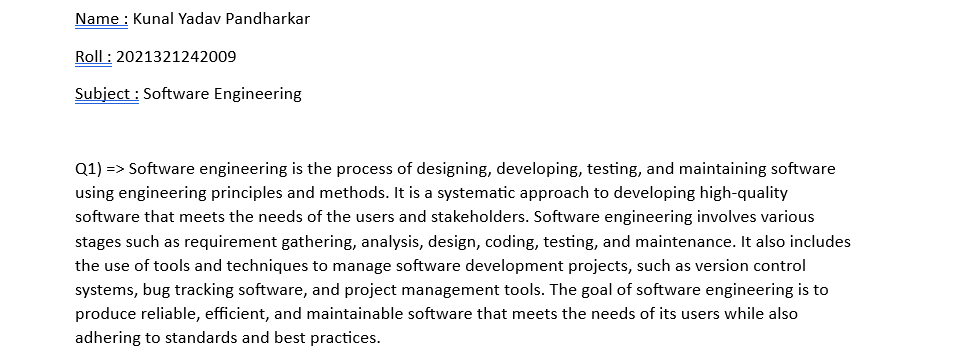 Name : Kunal Yadav Pandharkar
Roll : 2021321242009
Subject : Software Engineering
Q1) => Software engineering is the process of designing, developing, testing, and maintaining software
using engineering principles and methods. It is a systematic approach to developing high-quality
software that meets the needs of the users and stakeholders. Software engineering involves various
stages such as requirement gathering, analysis, design, coding, testing, and maintenance. It also includes
the use of tools and techniques to manage software development projects, such as version control
systems, bug tracking software, and project management tools. The goal of software engineering is to
produce reliable, efficient, and maintainable software that meets the needs of its users while also
adhering to standards and best practices.